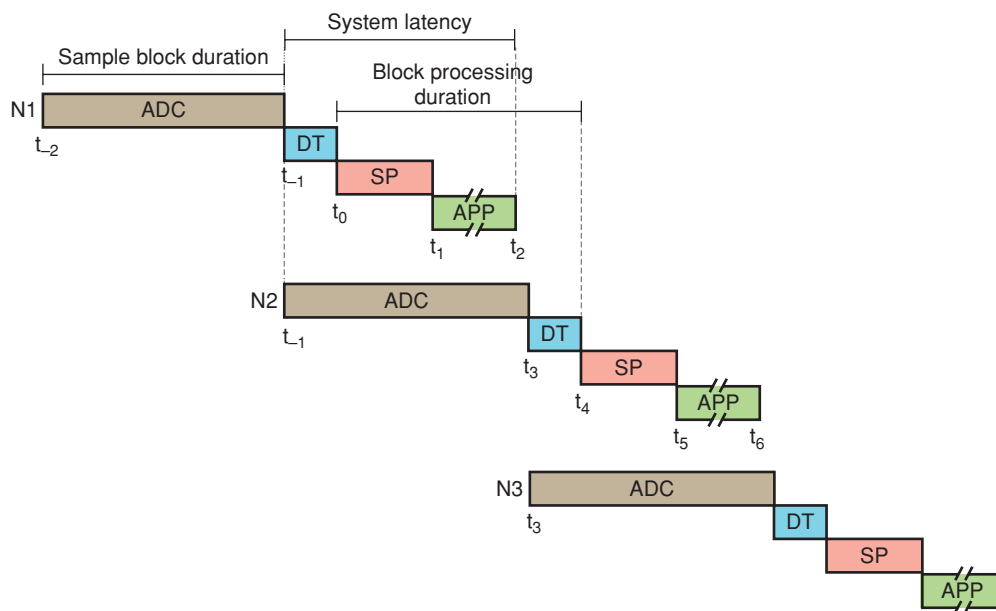 System latency
Sample block duration
Block processing
duration
N1 ADC
t–2
DT
t–1
SP
t0
APP
t1 t2
N2 ADC
t–1
DT
t3
SP
t4
APP
t5 t6
N3 ADC
t3
DT
SP
APP